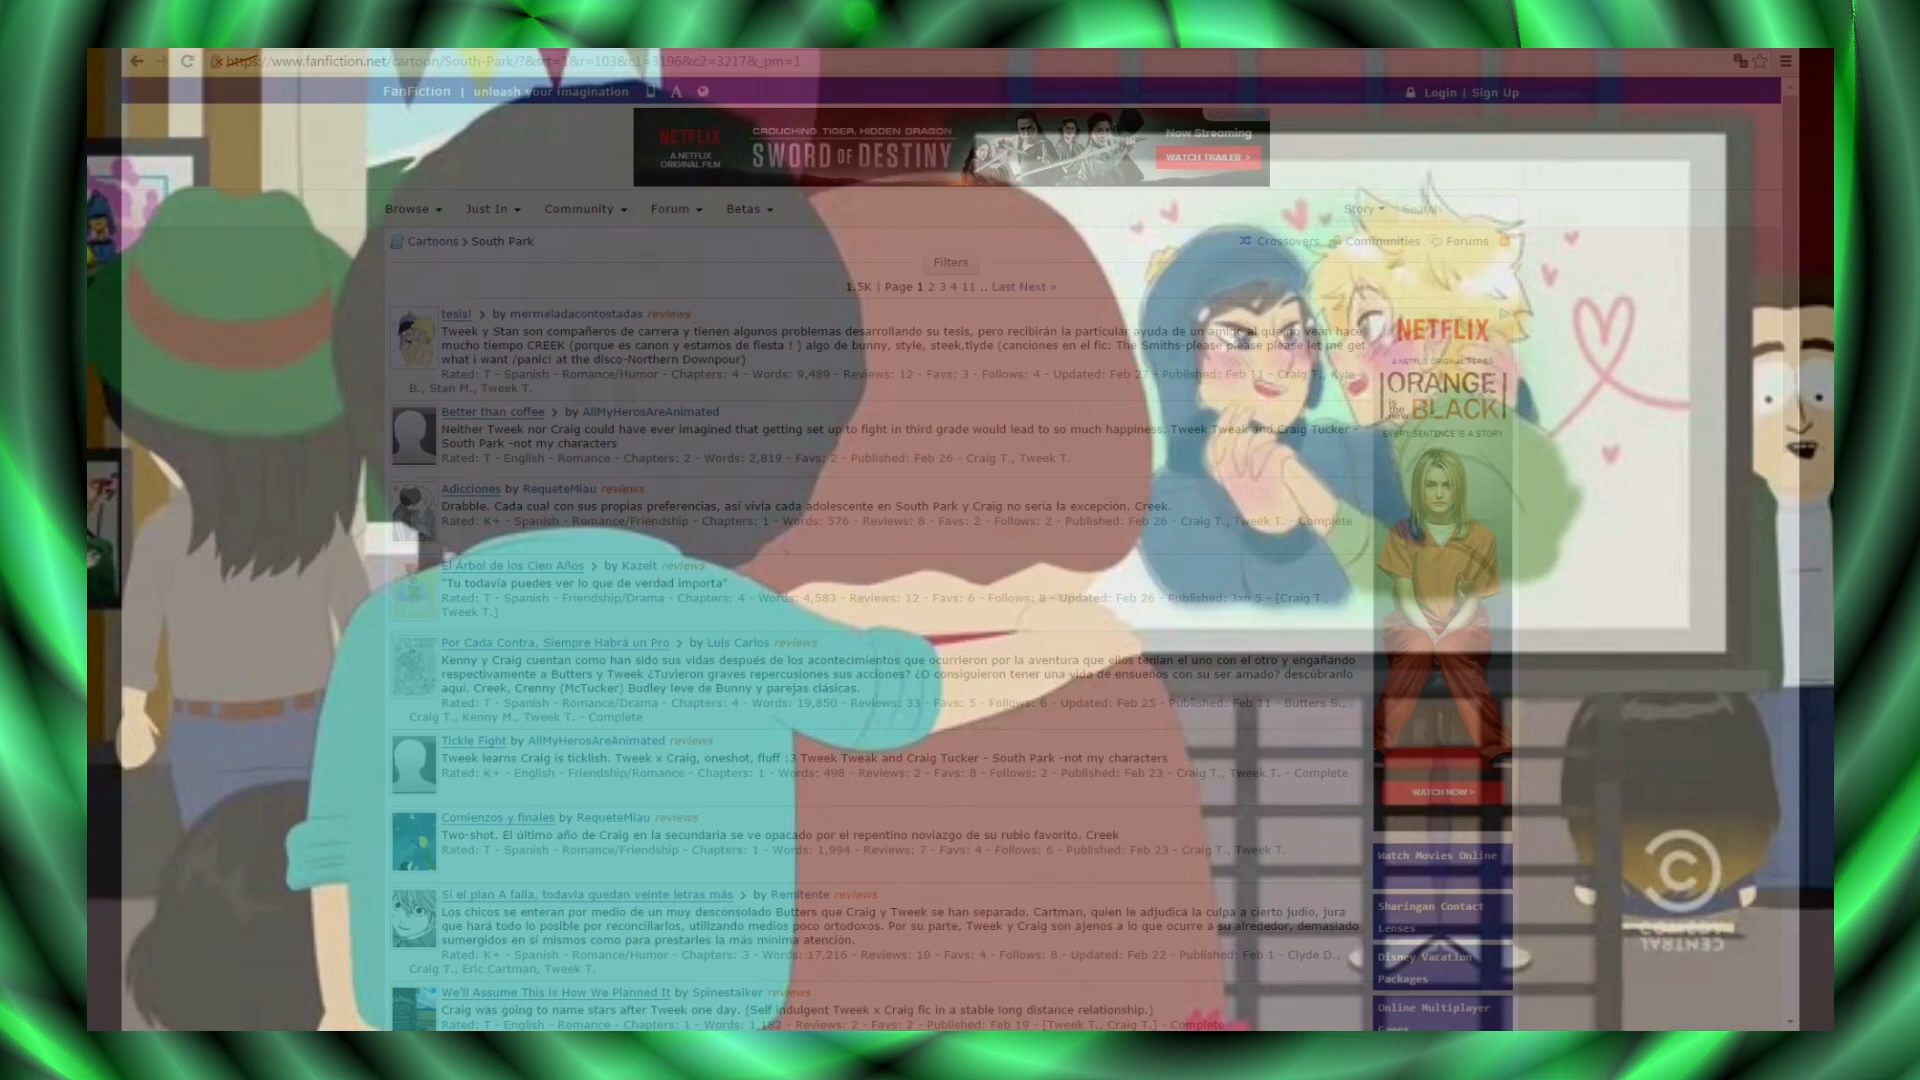 https://www.fanfiction.net/cartoon/South-Park/?&srt=1&r=103&c1=3196&c2=3217&_pm=1
FanFiction | unleash your imagination A Login | Sign Up
NETFLIX
A NETFLIX
ORIGINAL FILM
CROUCHING TIGER, HIDDEN DRAGON
SWORD OF DESTINY
Now Streaming
WATCH TRAILER >
Browse Just In Community Forum Betas Story Search
Cartoons > South Park Crossovers Communities Forums
Filters
1.5K | Page 1 2 3 4 11 .. Last Next »
tesis! > by mermeladacontostadas reviews
Tweek y Stan son compañeros de carrera y tienen algunos problemas desarrollando su tesis, pero recibirán la particular ayuda de un amigo al que no vean hace
mucho tiempo CREEK (porque es canon y estamos de fiesta ! ) algo de bunny, style, steek,tlyde (canciones en el fic: The Smiths-please please please let me get
what i want /panic! at the disco-Northern Downpour)
Rated: T - Spanish - Romance/Humor - Chapters: 4 - Words: 9,489 - Reviews: 12 - Favs: 3 - Follows: 4 - Updated: Feb 27 - Published: Feb 11 - Craig T., Kyle
B., Stan M., Tweek T.
Better than coffee > by AllMyHerosAreAnimated
Neither Tweek nor Craig could have ever imagined that getting set up to fight in third grade would lead to so much happiness. Tweek Tweak and Craig Tucker -
South Park -not my characters
Rated: T - English - Romance - Chapters: 2 - Words: 2,819 - Favs: 2 - Published: Feb 26 - Craig T., Tweek T.
Adicciones by RequeteMiau reviews
Drabble. Cada cual con sus propias preferencias, así vivía cada adolescente en South Park y Craig no sería la excepción. Creek.
Rated: K+ - Spanish - Romance/Friendship - Chapters: 1 - Words: 576 - Reviews: 8 - Favs: 2 - Follows: 2 - Published: Feb 26 - Craig T., Tweek T. - Complete
El Árbol de los Cien Años > by Kazeit reviews
"Tu todavía puedes ver lo que de verdad importa"
Rated: T - Spanish - Friendship/Drama - Chapters: 4 - Words: 4,583 - Reviews: 12 - Favs: 6 - Follows: 8 - Updated: Feb 26 - Published: Jan 5 - [Craig T.,
Tweek T.]
Por Cada Contra, Siempre Habrá un Pro > by Luis Carlos reviews
Kenny y Craig cuentan como han sido sus vidas después de los acontecimientos que ocurrieron por la aventura que ellos tenían el uno con el otro y engañando
respectivamente a Butters y Tweek ¿Tuvieron graves repercusiones sus acciones? ¿O consiguieron tener una vida de ensueños con su ser amado? descúbranlo
aquí. Creek, Crenny (McTucker) Budley leve de Bunny y parejas clásicas.
Rated: T - Spanish - Romance/Drama - Chapters: 4 - Words: 19,850 - Reviews: 33 - Favs: 5 - Follows: 6 - Updated: Feb 25 - Published: Feb 11 - Butters S.,
Craig T., Kenny M., Tweek T. - Complete
Tickle Fight by AllMyHerosAreAnimated reviews
Tweek learns Craig is ticklish. Tweek x Craig, oneshot, fluff :3 Tweek Tweak and Craig Tucker - South Park -not my characters
Rated: K+ - English - Friendship/Romance - Chapters: 1 - Words: 498 - Reviews: 2 - Favs: 8 - Follows: 2 - Published: Feb 23 - Craig T., Tweek T. - Complete
Comienzos y finales by RequeteMiau reviews
Two-shot. El último año de Craig en la secundaria se ve opacado por el repentino noviazgo de su rubio favorito. Creek
Rated: T - Spanish - Romance/Friendship - Chapters: 1 - Words: 1,994 - Reviews: 7 - Favs: 4 - Follows: 6 - Published: Feb 23 - Craig T., Tweek T.
Si el plan A falla, todavía quedan veinte letras más > by Remitente reviews
Los chicos se enteran por medio de un muy desconsolado Butters que Craig y Tweek se han separado. Cartman, quien le adjudica la culpa a cierto judío, jura
que hará todo lo posible por reconciliarlos, utilizando medios poco ortodoxos. Por su parte, Tweek y Craig son ajenos a lo que ocurre a su alrededor, demasiado
sumergidos en sí mismos como para prestarles la más mínima atención.
Rated: K+ - Spanish - Romance/Humor - Chapters: 3 - Words: 17,216 - Reviews: 10 - Favs: 4 - Follows: 8 - Updated: Feb 22 - Published: Feb 1 - Clyde D.,
Craig T., Eric Cartman, Tweek T.
We'll Assume This is How We Planned It by Spinestalker reviews
Craig was going to name stars after Tweek one day. (Self Indulgent Tweek x Craig fic in a stable long distance relationship.)
Rated: T - English - Romance - Chapters: 1 - Words: 1,182 - Reviews: 2 - Favs: 2 - Published: Feb 19 - [Tweek T., Craig T.] - Complete
NETFLIX
A NETFLIX ORIGINAL SERIES
ORANGE
is the new BLACK
EVERY SENTENCE IS A STORY
WATCH NOW >
Watch Movies Online
Sharingan Contact
Lenses
Disney Vacation
Packages
Online Multiplayer
Games
COMEDY
CENTRAL